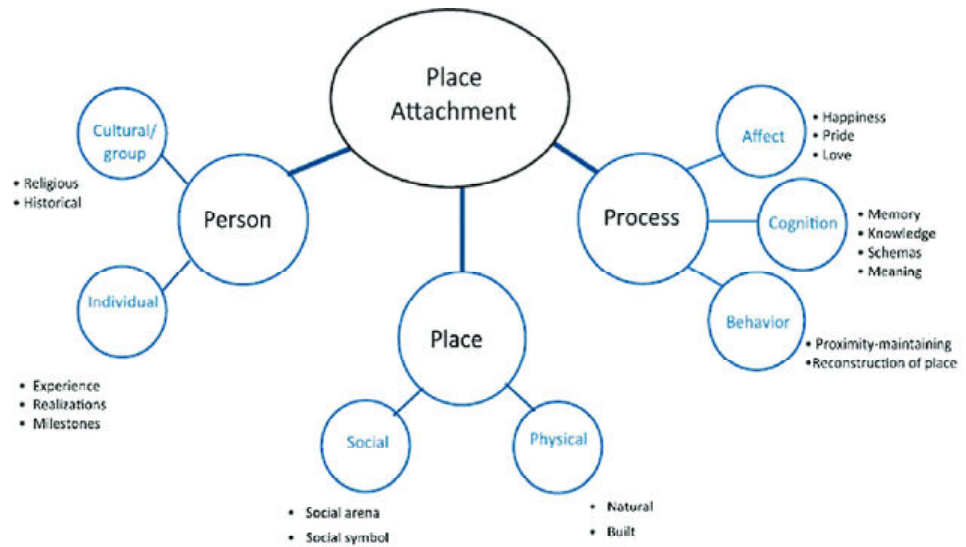 Place
Attachment
Cultural/
group
• Religious
• Historical
Person
Individual
• Experience
• Realizations
• Milestones
Place
Social
• Social arena
• Social symbol
Physical
• Natural
• Built
Process
Affect
• Happiness
• Pride
• Love
Cognition
• Memory
• Knowledge
• Schemas
• Meaning
Behavior
• Proximity-maintaining
•Reconstruction of place